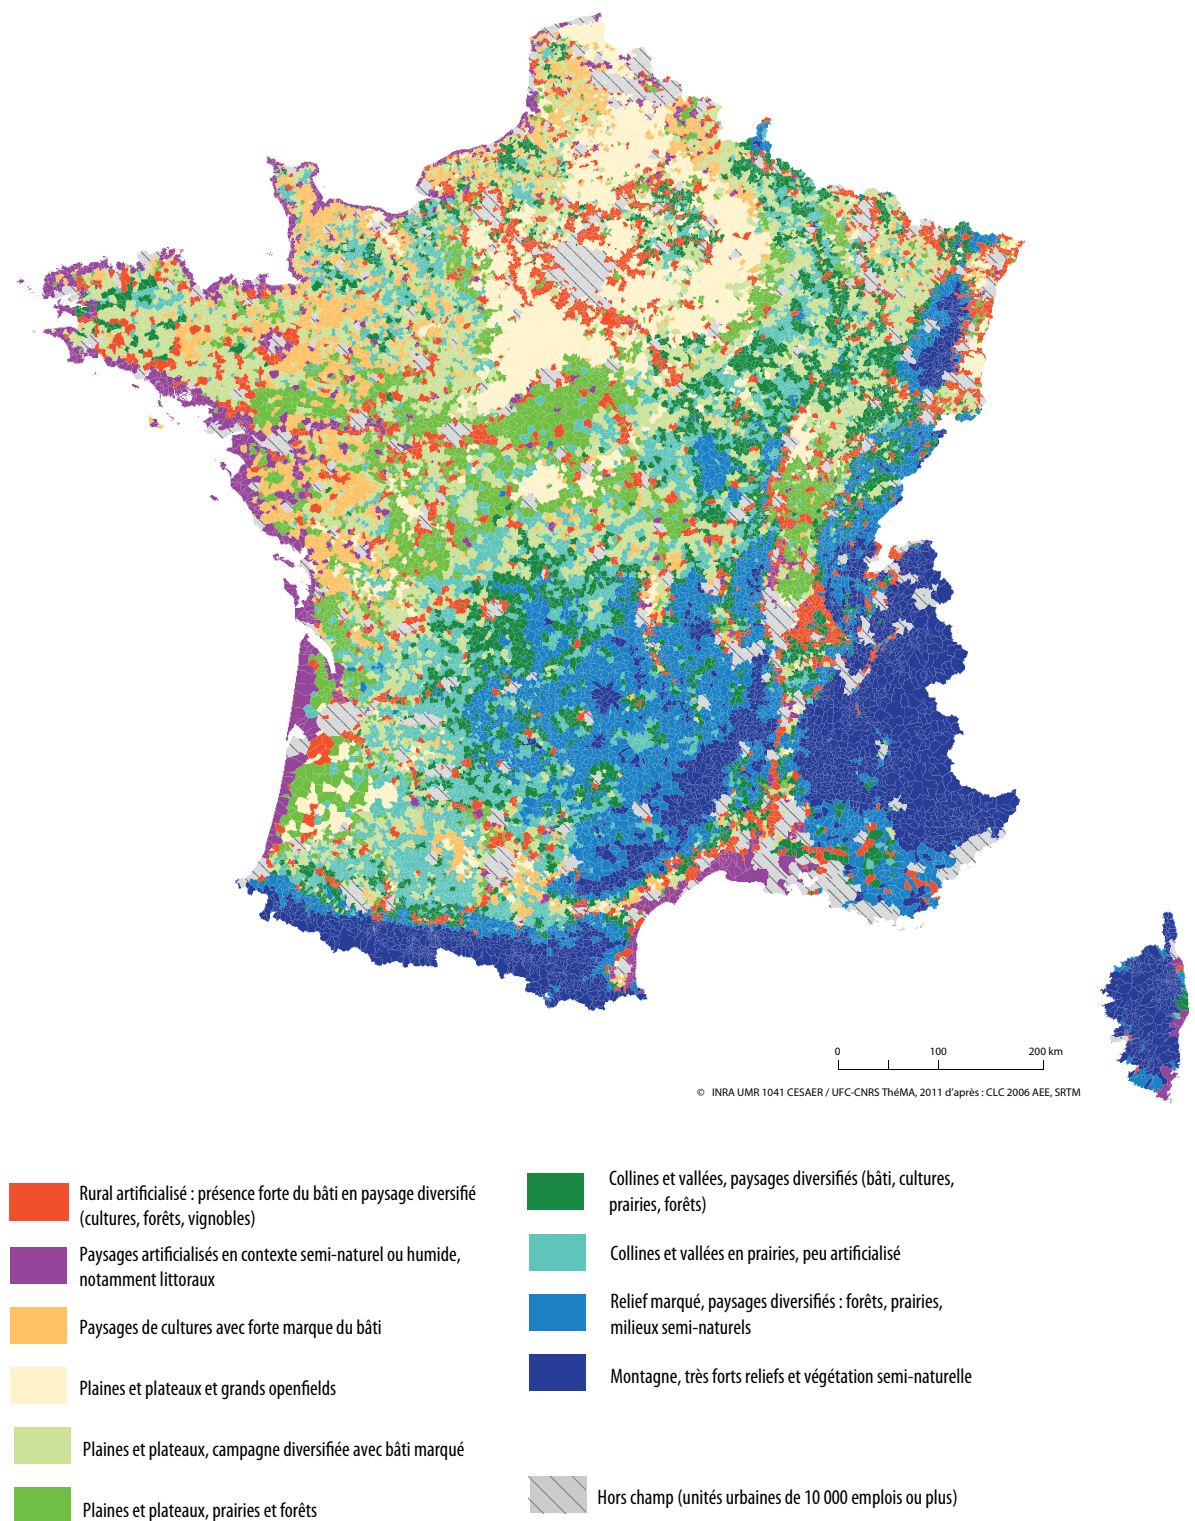 0 100 200 km
© INRA UMR 1041 CESAER / UFC-CNRS ThéMA, 2011 d'après : CLC 2006 AEE, SRTM
Rural artificialisé : présence forte du bâti en paysage diversifié
(cultures, forêts, vignobles)
Paysages artificialisés en contexte semi-naturel ou humide,
notamment littoraux
Paysages de cultures avec forte marque du bâti
Plaines et plateaux et grands openfields
Plaines et plateaux, campagne diversifiée avec bâti marqué
Plaines et plateaux, prairies et forêts
Collines et vallées, paysages diversifiés (bâti, cultures,
prairies, forêts)
Collines et vallées en prairies, peu artificialisé
Relief marqué, paysages diversifiés : forêts, prairies,
milieux semi-naturels
Montagne, très forts reliefs et végétation semi-naturelle
Hors champ (unités urbaines de 10 000 emplois ou plus)